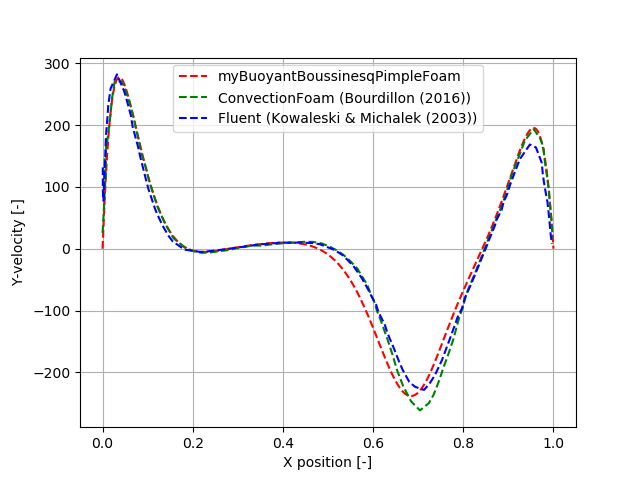 myBuoyantBoussinesqPimpleFoam
ConvectionFoam (Bourdillon (2016))
Fluent (Kowaleski & Michalek (2003))
300
200
100
0
−100
−200
Y-velocity [-]
0.0 0.2 0.4 0.6 0.8 1.0
X position [-]